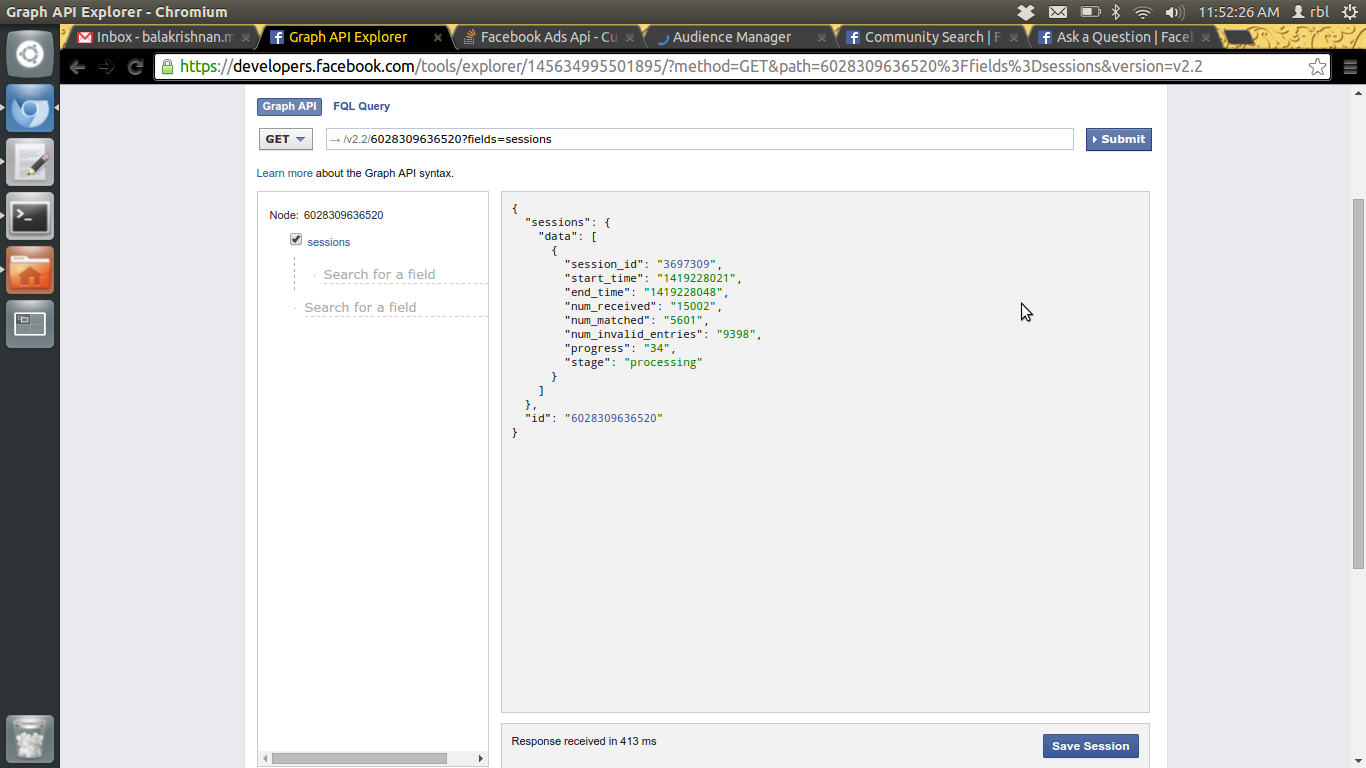 Graph API Explorer - Chromium
11:52:26 AM
rbl
Inbox - balakrishnan.m
Graph API Explorer
Facebook Ads Api - Cu
Audience Manager
Community Search | F
Ask a Question | Faceb
https://developers.facebook.com/tools/explorer/145634995501895/?method=GET&path=6028309636520%3Ffields%3Dsessions&version=v2.2
Graph API
FQL Query
GET
→ /v2.2/6028309636520?fields=sessions
Submit
Learn more about the Graph API syntax.
Node: 6028309636520
sessions
Search for a field
Search for a field
{
"sessions": {
"data": [
{
"session_id": "3697309",
"start_time": "1419228021",
"end_time": "1419228048",
"num_received": "15002",
"num_matched": "5601",
"num_invalid_entries": "9398",
"progress": "34",
"stage": "processing"
}
]
},
"id": "6028309636520"
}
Response received in 413 ms
Save Session